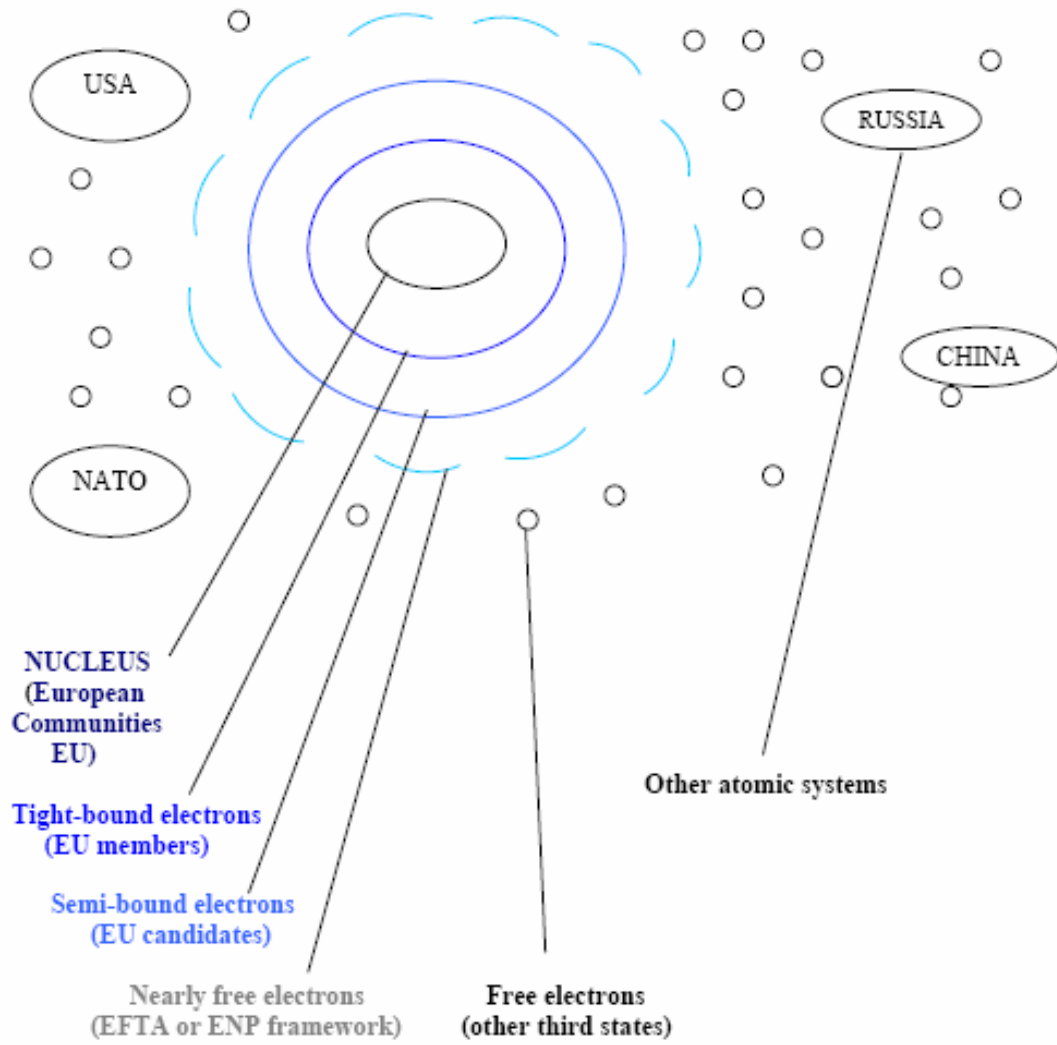 USA
RUSSIA
CHINA
NATO
NUCLEUS
(European
Communities
EU)
Other atomic systems
Tight-bound electrons
(EU members)
Semi-bound electrons
(EU candidates)
Nearly free electrons
(EFTA or ENP framework)
Free electrons
(other third states)